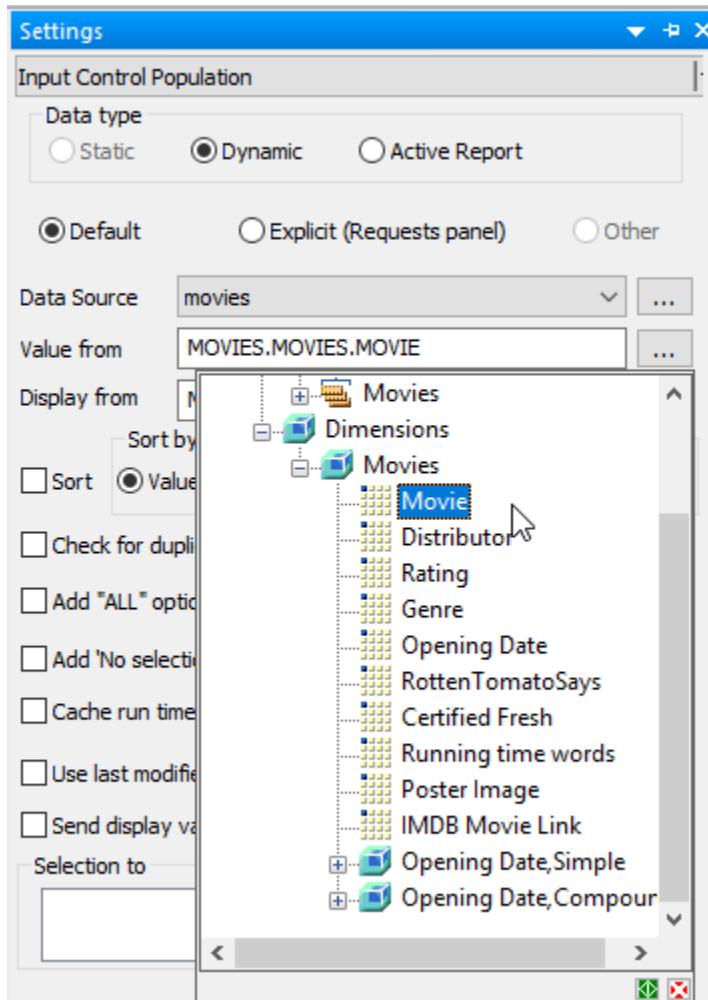 Settings
Input Control Population
Data type
Static Dynamic Active Report
Default Explicit (Requests panel) Other
Data Source movies ...
Value from MOVIES.MOVIES.MOVIE ...
Display from
Movies
Dimensions
Sort by
Movies
Sort Value
Movie
Distributor
Check for dupli
Rating
Add "ALL" optio
Genre
Opening Date
Add 'No selecti
RottenTomatoSays
Cache run time
Certified Fresh
Running time words
Use last modifie
Poster Image
Send display va
IMDB Movie Link
Selection to
Opening Date,Simple
Opening Date,Compour